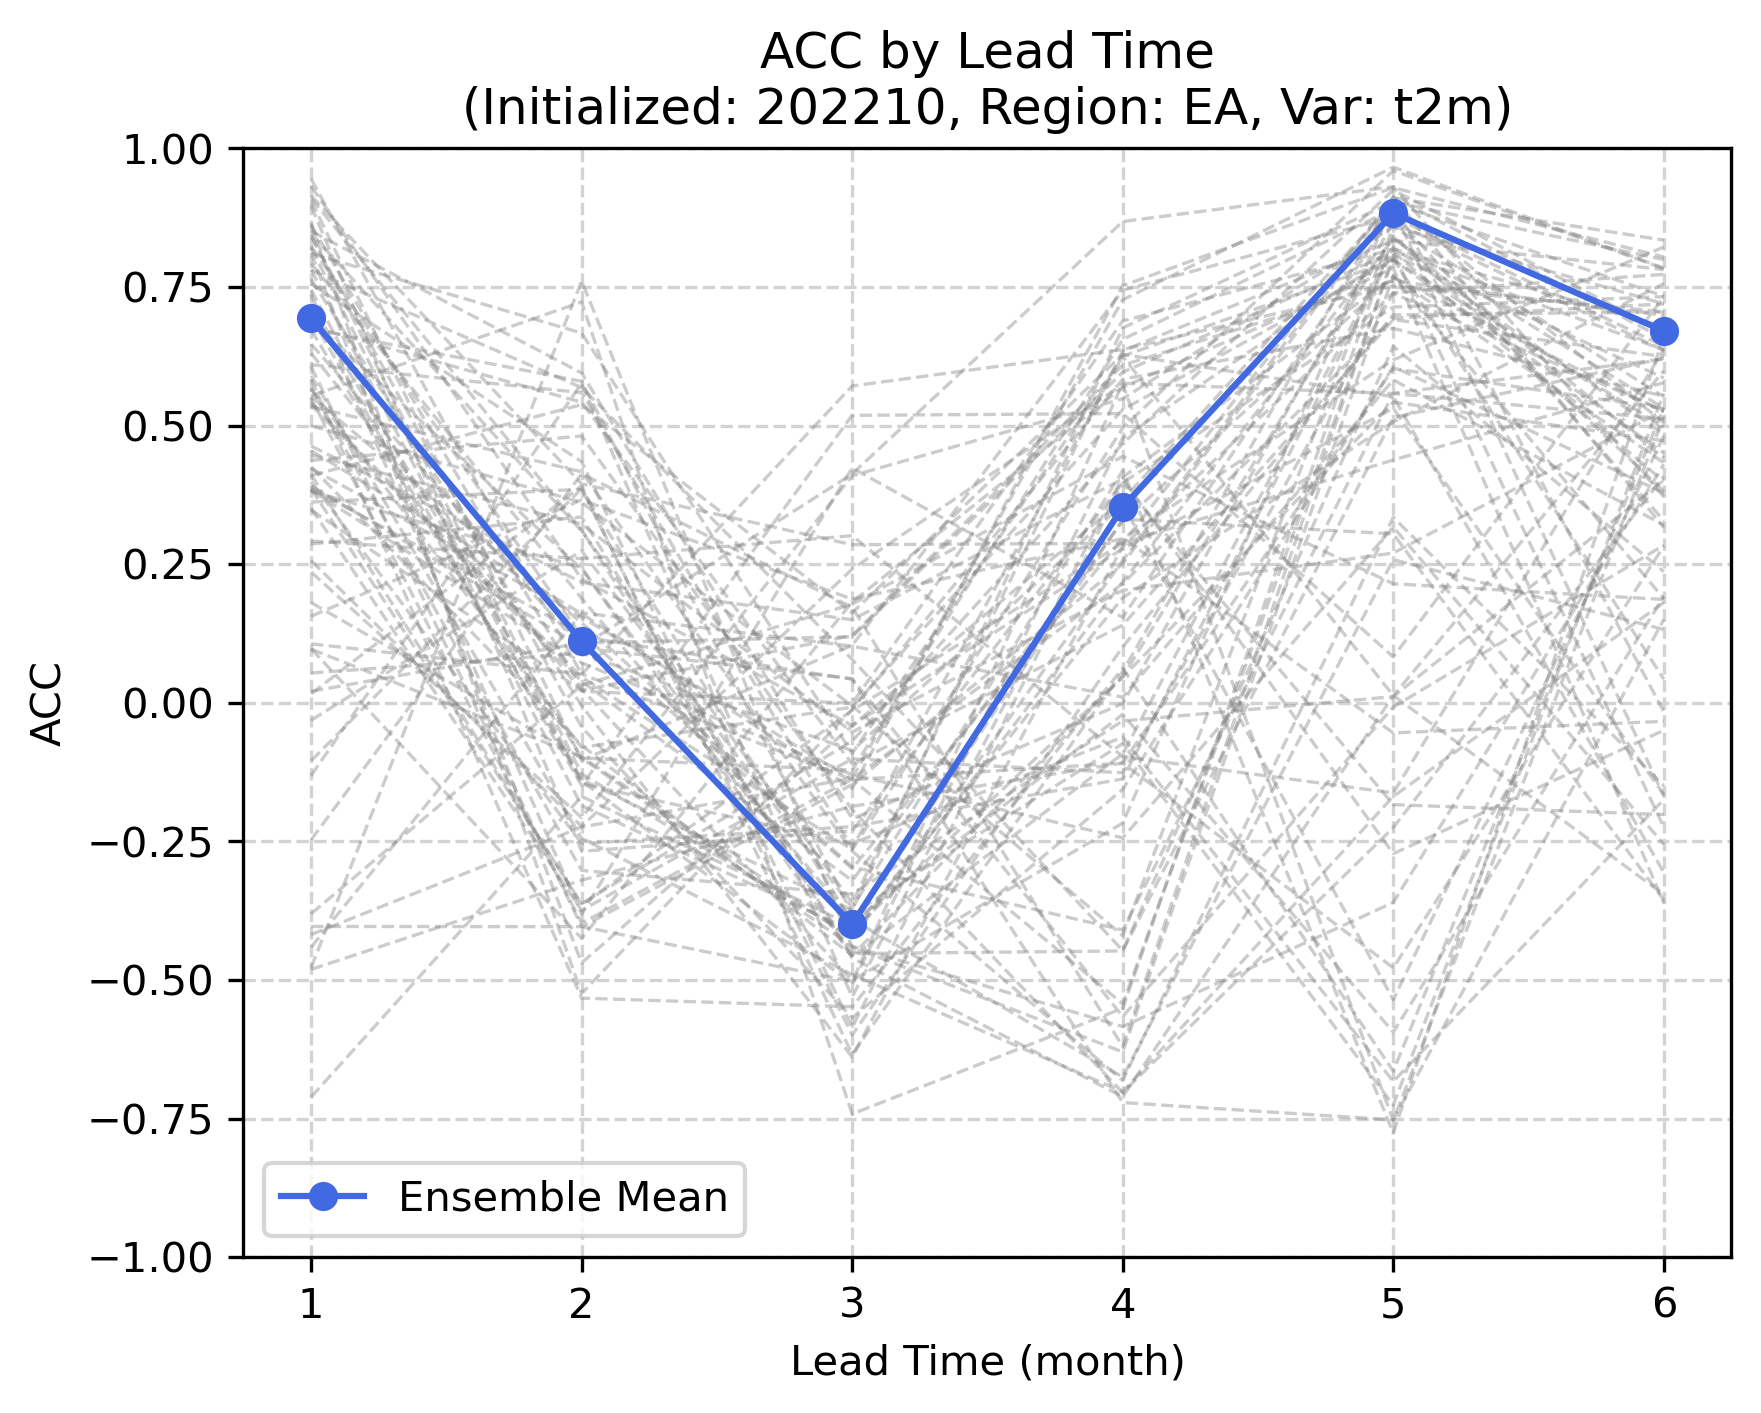 ACC by Lead Time
(Initialized: 202210, Region: EA, Var: t2m)
ACC
1.00
0.75
0.50
0.25
0.00
−0.25
−0.50
−0.75
−1.00
Ensemble Mean
1 2 3 4 5 6
Lead Time (month)